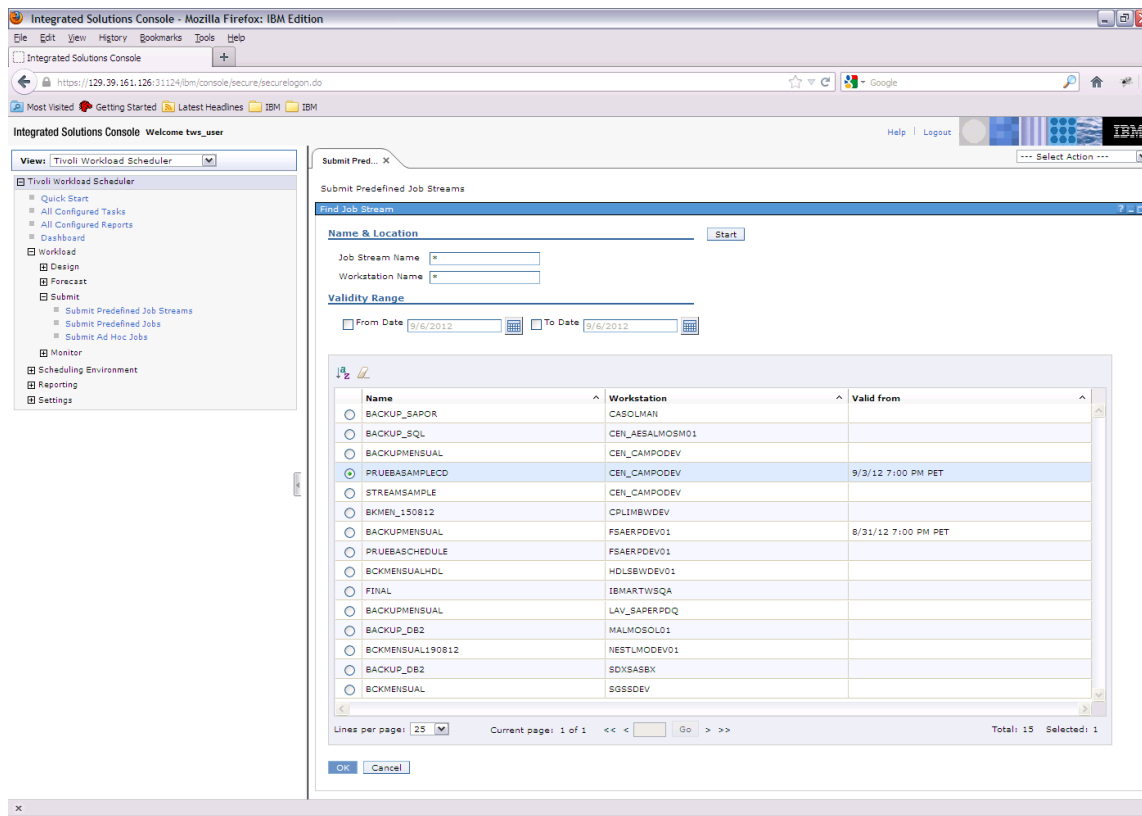 Integrated Solutions Console - Mozilla Firefox: IBM Edition
File Edit View History Bookmarks Tools Help
Integrated Solutions Console +
https://129.39.161.126:31124/ibm/console/secure/securelogon.do Google
Most Visited Getting Started Latest Headlines IBM IBM
Integrated Solutions Console Welcome tws_user Help Logout IBM
View: Tivoli Workload Scheduler
Submit Pred... X
--- Select Action ---
Tivoli Workload Scheduler
Quick Start
All Configured Tasks
All Configured Reports
Dashboard
Workload
Design
Forecast
Submit
Submit Predefined Job Streams
Submit Predefined Jobs
Submit Ad Hoc Jobs
Monitor
Scheduling Environment
Reporting
Settings
Submit Predefined Job Streams
Find Job Stream
Name & Location Start
Job Stream Name *
Workstation Name *
Validity Range
From Date 9/6/2012 To Date 9/6/2012
Name Workstation Valid from
BACKUP_SAPOR CASOLMAN
BACKUP_SQL CEN_AESALMOSM01
BACKUPMENSUAL CEN_CAMPODEV
PRUEBASAMPLECD CEN_CAMPODEV 9/3/12 7:00 PM PET
STREAMSAMPLE CEN_CAMPODEV
BKMEN_150812 CPLIMBWDEV
BACKUPMENSUAL FSAERPDEV01 8/31/12 7:00 PM PET
PRUEBASCHEDULE FSAERPDEV01
BCKMENSUALHDL HDLSBWDEV01
FINAL IBMARTWSQA
BACKUPMENSUAL LAV_SAPERPDQ
BACKUP_DB2 MALMOSOL01
BCKMENSUAL190812 NESTLMODEV01
BACKUP_DB2 SDXSASBX
BCKMENSUAL SGSSDEV
Lines per page: 25 Current page: 1 of 1 << < Go > >> Total: 15 Selected: 1
OK Cancel
x